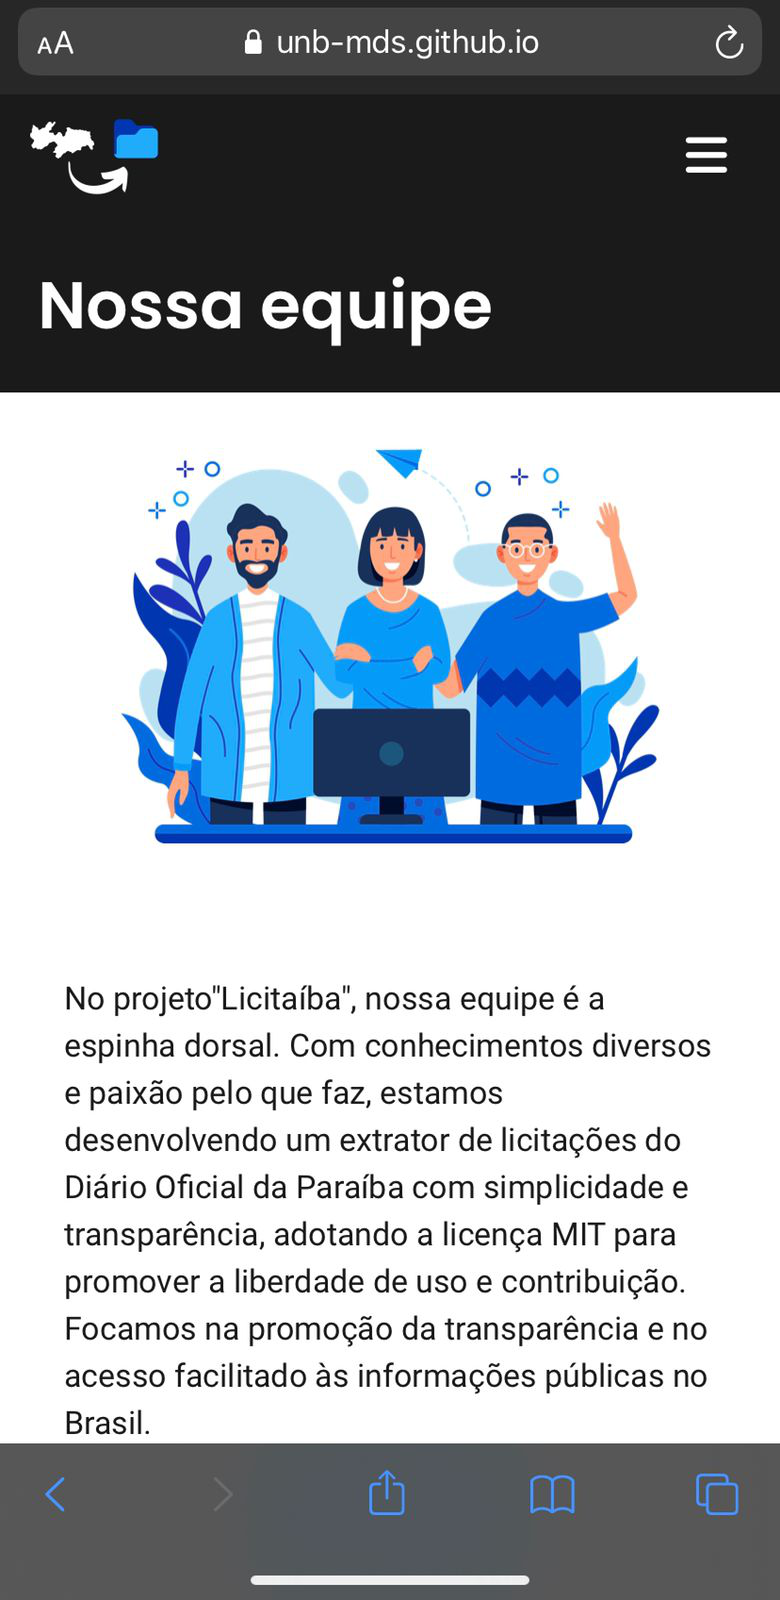 AA
unb-mds.github.io
Nossa equipe
No projeto"Licitaíba", nossa equipe é a
espinha dorsal. Com conhecimentos diversos
e paixão pelo que faz, estamos
desenvolvendo um extrator de licitações do
Diário Oficial da Paraíba com simplicidade e
transparência, adotando a licença MIT para
promover a liberdade de uso e contribuição.
Focamos na promoção da transparência e no
acesso facilitado às informações públicas no
Brasil.